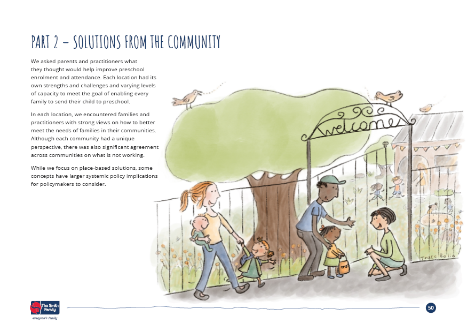 PART 2 – SOLUTIONS FROM THE COMMUNITY
We asked parents and practitioners what
they thought would help improve preschool
enrolment and attendance. Each location had its
own strengths and challenges and varying levels
of capacity to meet the goal of enabling every
family to send their child to preschool.
In each location, we encountered families and
practitioners with strong views on how to better
meet the needs of families in their communities.
Although each community had a unique
perspective, there was also significant agreement
across communities on what is not working.
While we focus on place-based solutions, some
concepts have larger systemic policy implications
for policymakers to consider.
welcome
50